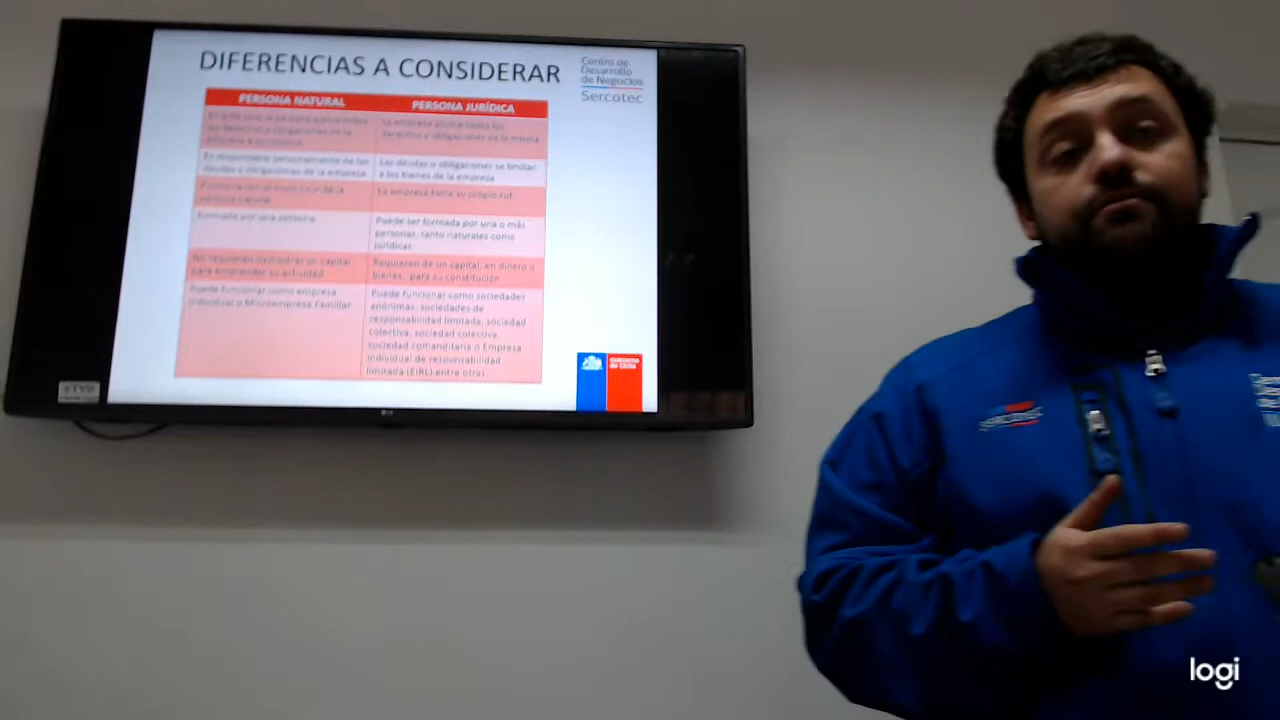 DIFERENCIAS A CONSIDERAR
Centro de
Desarrollo
de Negocios
Sercotec
PERSONA NATURAL
PERSONA JURÍDICA
La empresa asume todos los
derechos y obligaciones de la misma
Es responsable personalmente de las
deudas y obligaciones de la empresa
Las deudas u obligaciones se limitan
a los bienes de la empresa
persona natural
La empresa tiene su propio rut
Formada por una persona
Puede ser formada por una o más
personas, tanto naturales como
jurídicas
No requieren demostrar un capital
para emprender su actividad
Requieren de un capital, en dinero o
bienes, para su constitución
Puede funcionar como empresa
individual o Microempresa Familiar
Puede funcionar como sociedades
anónimas, sociedades de
responsabilidad limitada, sociedad
colectiva, sociedad colectiva,
sociedad comanditaria o Empresa
individual de responsabilidad
limitada (EIRL) entre otras
Gobierno
de Chile
LG
sercotec
logi